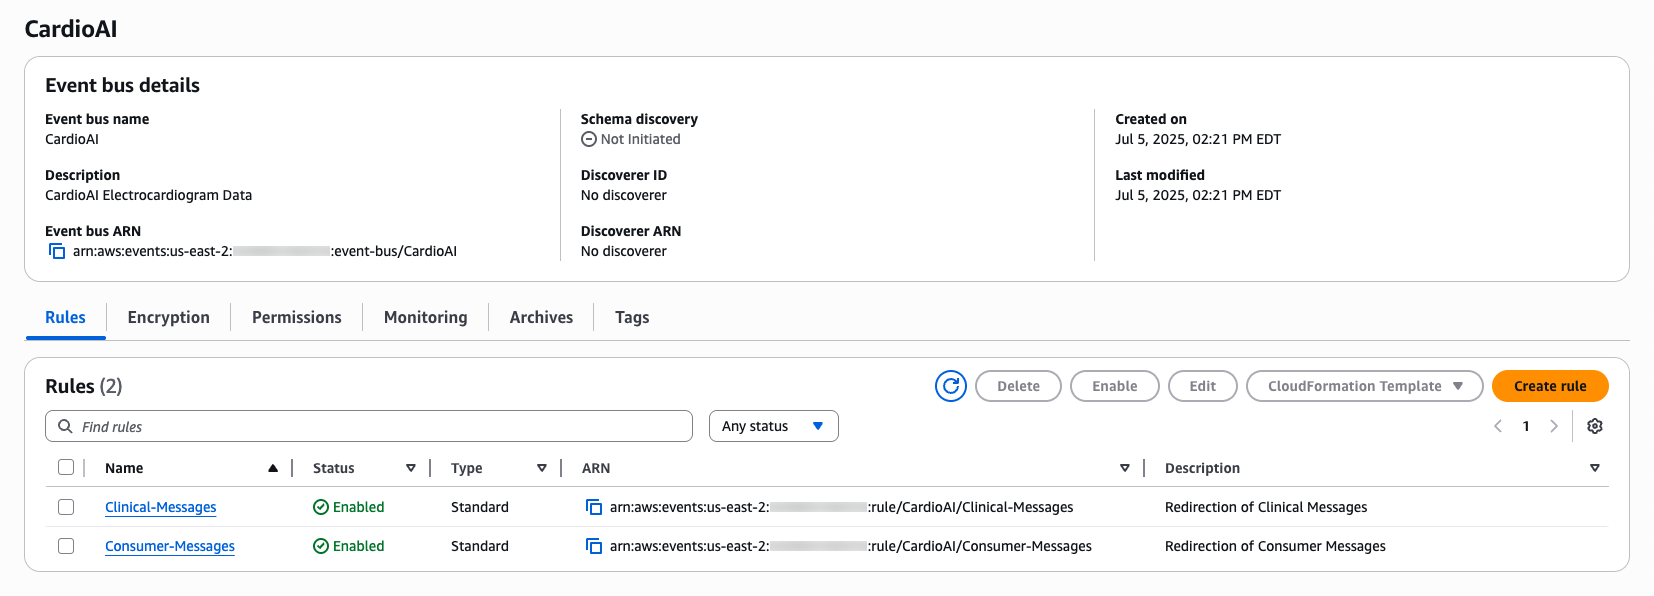 CardioAI
Event bus details
Event bus name
CardioAI
Description
CardioAI Electrocardiogram Data
Event bus ARN
arn:aws:events:us-east-2: :event-bus/CardioAI
Schema discovery
Not Initiated
Discoverer ID
No discoverer
Discoverer ARN
No discoverer
Created on
Jul 5, 2025, 02:21 PM EDT
Last modified
Jul 5, 2025, 02:21 PM EDT
Rules Encryption Permissions Monitoring Archives Tags
Rules (2) Delete Enable Edit CloudFormation Template Create rule
Find rules Any status 1
Name Status Type ARN Description
Clinical-Messages Enabled Standard arn:aws:events:us-east-2: :rule/CardioAI/Clinical-Messages Redirection of Clinical Messages
Consumer-Messages Enabled Standard arn:aws:events:us-east-2: :rule/CardioAI/Consumer-Messages Redirection of Consumer Messages